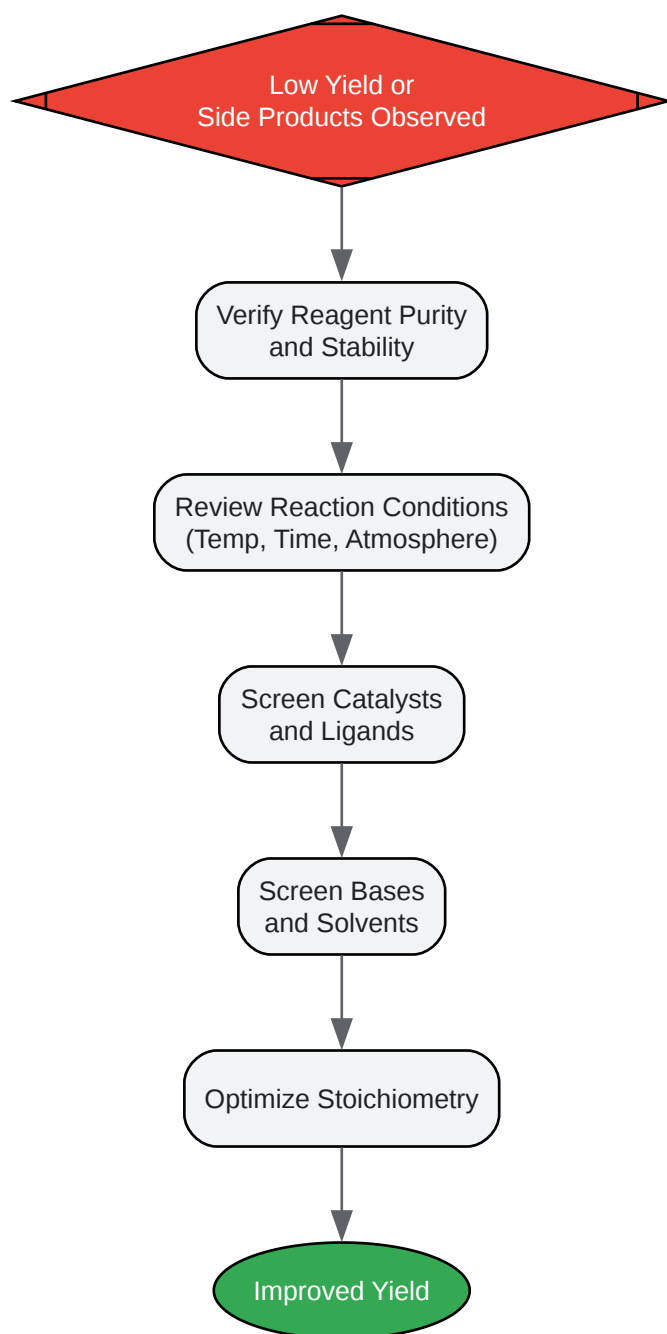 Low Yield or
Side Products Observed
Verify Reagent Purity
and Stability
Review Reaction Conditions
(Temp, Time, Atmosphere)
Screen Catalysts
and Ligands
Screen Bases
and Solvents
Optimize Stoichiometry
Improved Yield